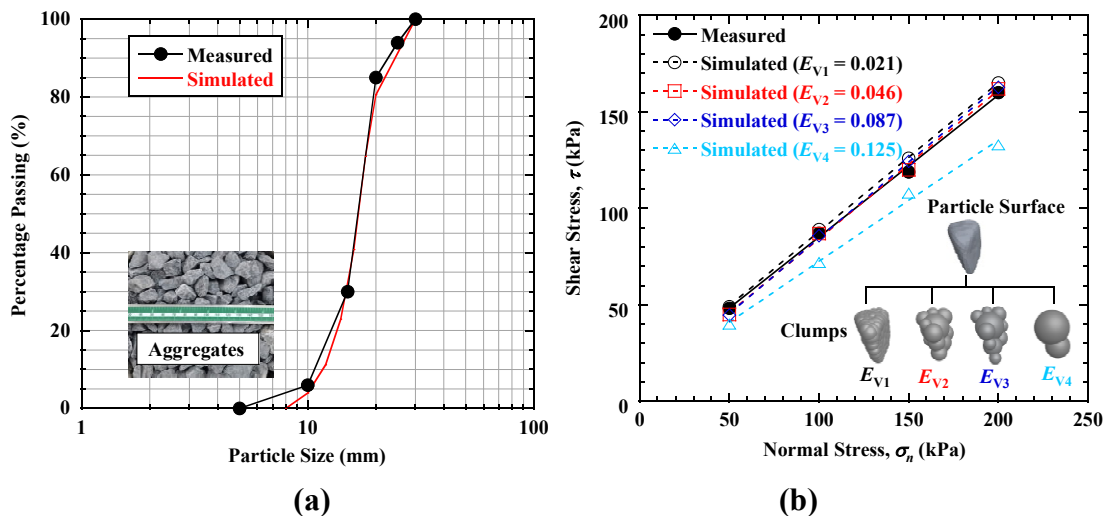 100
80
60
40
20
0
Percentage Passing (%)
Measured
Simulated
Aggregates
1
10
100
Particle Size (mm)
(a)
200
150
100
50
0
Shear Stress, τ (kPa)
Measured
Simulated (EV1 = 0.021)
Simulated (EV2 = 0.046)
Simulated (EV3 = 0.087)
Simulated (EV4 = 0.125)
Particle Surface
Clumps
EV1 EV2 EV3 EV4
0 50 100 150 200 250
Normal Stress, σn (kPa)
(b)